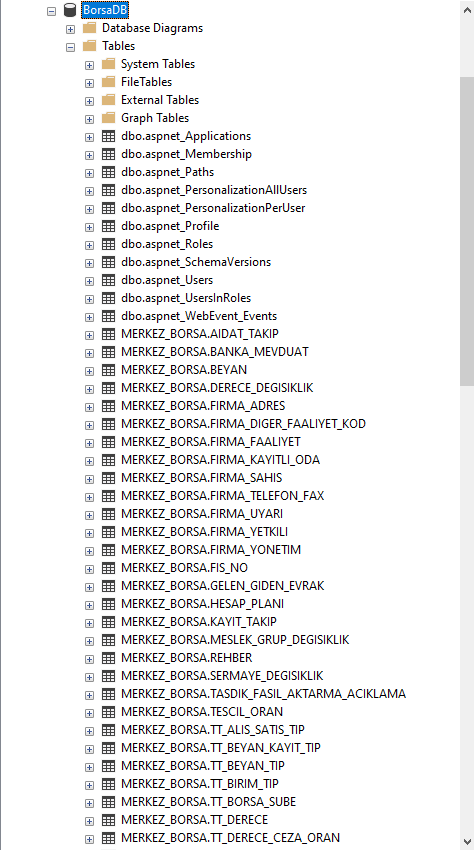 BorsaDB
Database Diagrams
Tables
System Tables
FileTables
External Tables
Graph Tables
dbo.aspnet_Applications
dbo.aspnet_Membership
dbo.aspnet_Paths
dbo.aspnet_PersonalizationAllUsers
dbo.aspnet_PersonalizationPerUser
dbo.aspnet_Profile
dbo.aspnet_Roles
dbo.aspnet_SchemaVersions
dbo.aspnet_Users
dbo.aspnet_UsersInRoles
dbo.aspnet_WebEvent_Events
MERKEZ_BORSA.AIDAT_TAKIP
MERKEZ_BORSA.BANKA_MEVDUAT
MERKEZ_BORSA.BEYAN
MERKEZ_BORSA.DERECE_DEGISIKLIK
MERKEZ_BORSA.FIRMA_ADRES
MERKEZ_BORSA.FIRMA_DIGER_FAALIYET_KOD
MERKEZ_BORSA.FIRMA_FAALIYET
MERKEZ_BORSA.FIRMA_KAYITLI_ODA
MERKEZ_BORSA.FIRMA_SAHIS
MERKEZ_BORSA.FIRMA_TELEFON_FAX
MERKEZ_BORSA.FIRMA_UYARI
MERKEZ_BORSA.FIRMA_YETKILI
MERKEZ_BORSA.FIRMA_YONETIM
MERKEZ_BORSA.FIS_NO
MERKEZ_BORSA.GELEN_GIDEN_EVRAK
MERKEZ_BORSA.HESAP_PLANI
MERKEZ_BORSA.KAYIT_TAKIP
MERKEZ_BORSA.MESLEK_GRUP_DEGISIKLIK
MERKEZ_BORSA.REHBER
MERKEZ_BORSA.SERMAYE_DEGISIKLIK
MERKEZ_BORSA.TASDIK_FASIL_AKTARMA_ACIKLAMA
MERKEZ_BORSA.TESCIL_ORAN
MERKEZ_BORSA.TT_ALIS_SATIS_TIP
MERKEZ_BORSA.TT_BEYAN_KAYIT_TIP
MERKEZ_BORSA.TT_BEYAN_TIP
MERKEZ_BORSA.TT_BIRIM_TIP
MERKEZ_BORSA.TT_BORSA_SUBE
MERKEZ_BORSA.TT_DERECE
MERKEZ_BORSA.TT_DERECE_CEZA_ORAN